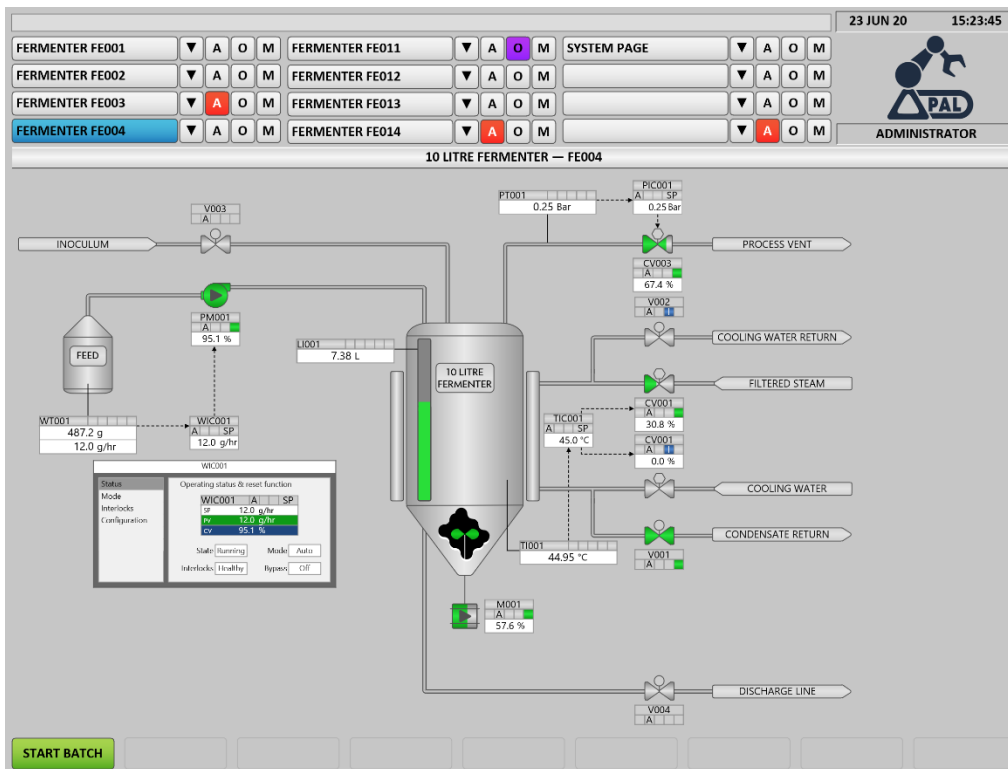 23 JUN 20 15:23:45
FERMENTER FE001 ▼ A O M FERMENTER FE011 ▼ A O M SYSTEM PAGE ▼ A O M
FERMENTER FE002 ▼ A O M FERMENTER FE012 ▼ A O M ▼ A O M
FERMENTER FE003 ▼ A O M FERMENTER FE013 ▼ A O M ▼ A O M
FERMENTER FE004 ▼ A O M FERMENTER FE014 ▼ A O M ▼ A O M
PAL
ADMINISTRATOR
10 LITRE FERMENTER — FE004
PIC001
A SP
0.25 Bar
PT001
0.25 Bar
V003
A
INOCULUM
PROCESS VENT
CV003
A
67.4 %
V002
A
PM001
A
95.1 %
COOLING WATER RETURN
LI001
7.38 L
FEED
10 LITRE
FERMENTER
FILTERED STEAM
CV001
A
30.8 %
TIC001
A SP
45.0 °C
CV001
A
0.0 %
WT001
487.2 g
12.0 g/hr
WIC001
A SP
12.0 g/hr
WIC001
Status
Mode
Interlocks
Configuration
Operating status & reset function
WIC001 A SP
SP 12.0 g/hr
PV 12.0 g/hr
CV 95.1 %
State Running Mode Auto
Interlocks Healthy Bypass Off
COOLING WATER
CONDENSATE RETURN
TI001
44.95 °C
V001
A
M001
A
57.6 %
DISCHARGE LINE
V004
A
START BATCH